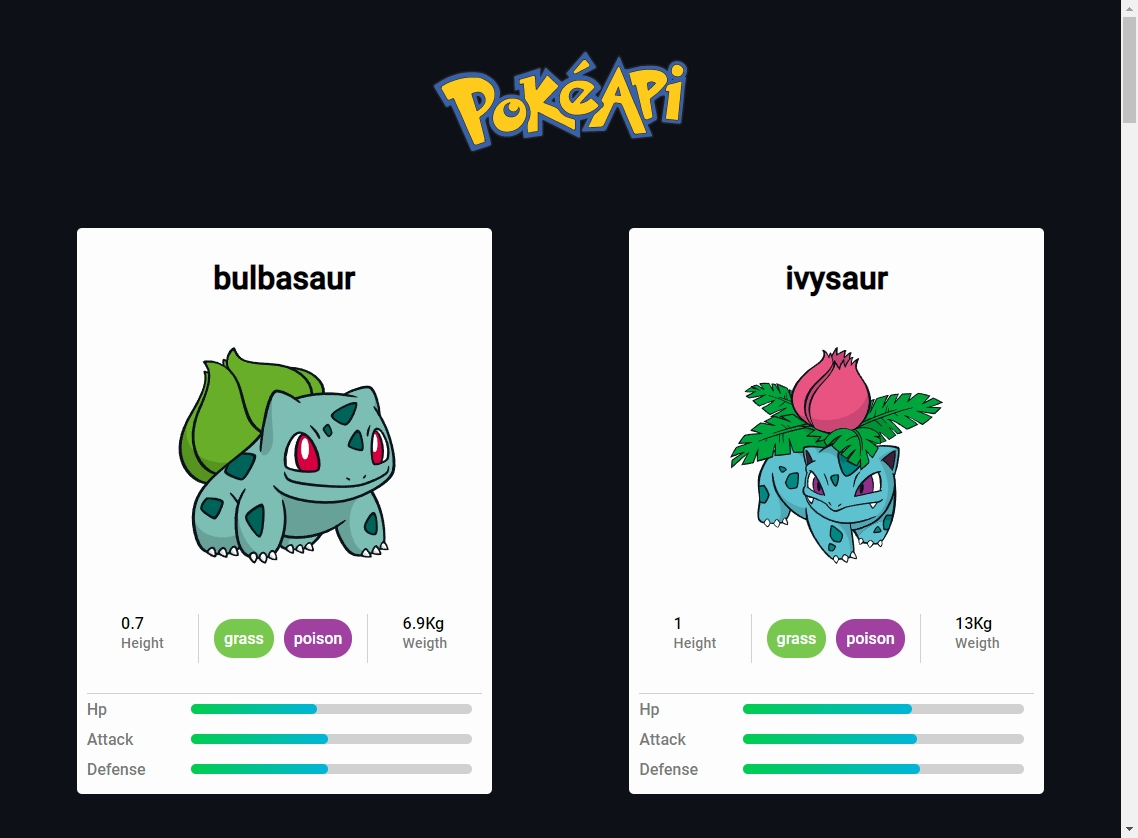 PokéApi
bulbasaur
0.7
Height
grass
poison
6.9Kg
Weigth
Hp
Attack
Defense
ivysaur
1
Height
grass
poison
13Kg
Weigth
Hp
Attack
Defense